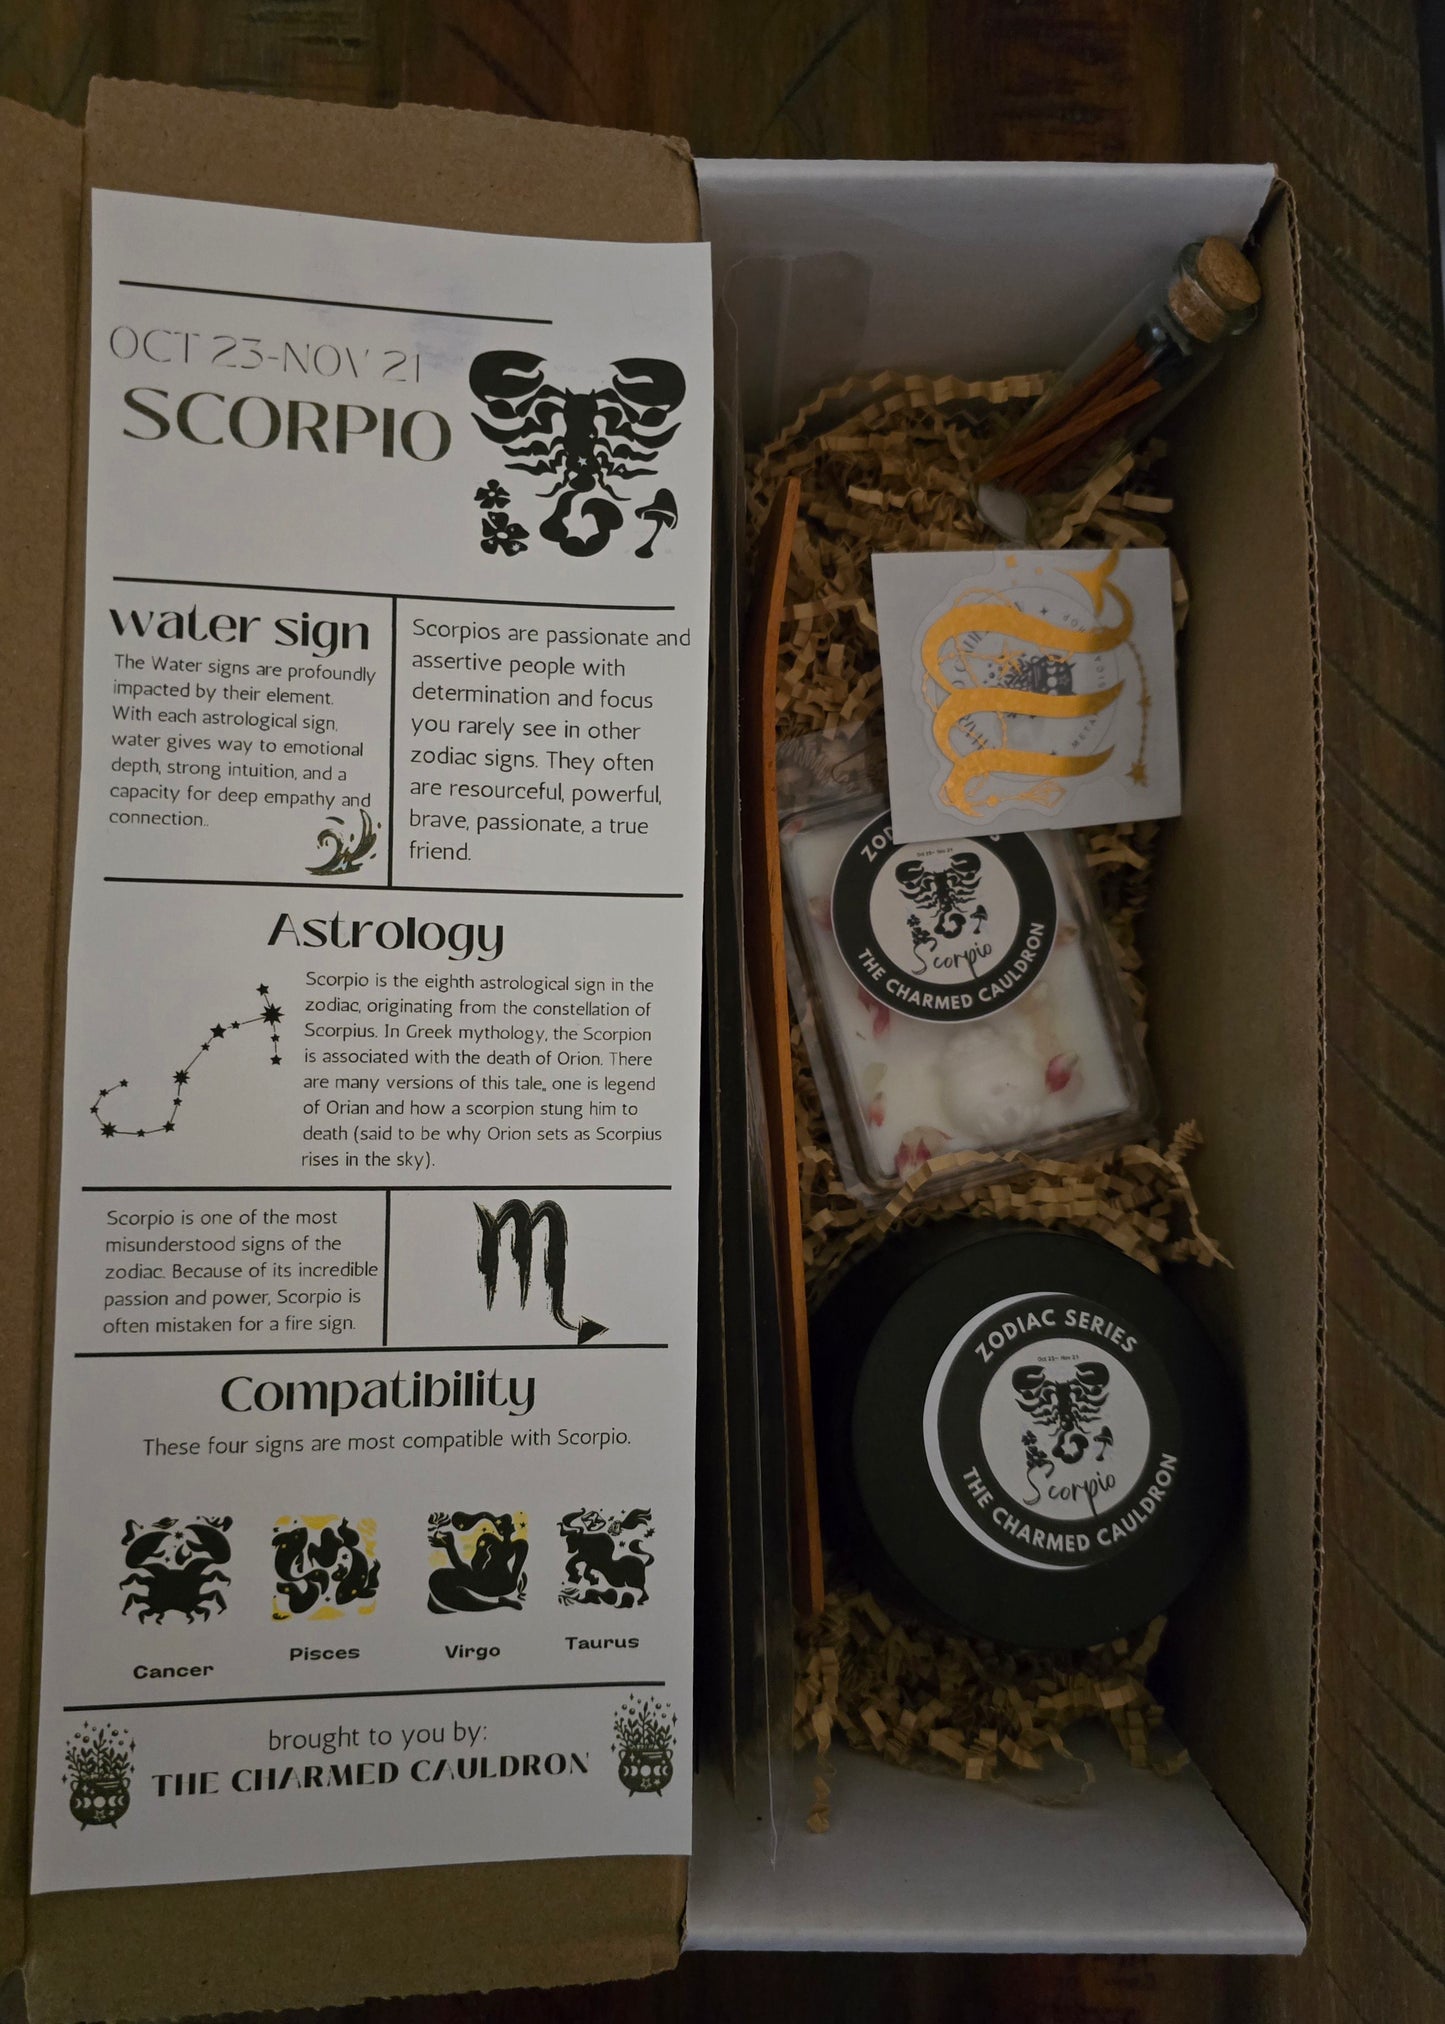 OCT 23-NOV 21
SCORPIO
water sign
The Water signs are profoundly
impacted by their element.
With each astrological sign,
water gives way to emotional
depth, strong intuition, and a
capacity for deep empathy and
connection..
Scorpios are passionate and
assertive people with
determination and focus
you rarely see in other
zodiac signs. They often
are resourceful, powerful,
brave, passionate, a true
friend.
Astrology
Scorpio is the eighth astrological sign in the
zodiac, originating from the constellation of
Scorpius. In Greek mythology, the Scorpion
is associated with the death of Orion. There
are many versions of this tale,, one is legend
of Orian and how a scorpion stung him to
death (said to be why Orion sets as Scorpius
rises in the sky).
Scorpio is one of the most
misunderstood signs of the
zodiac. Because of its incredible
passion and power, Scorpio is
often mistaken for a fire sign.
Compatibility
These four signs are most compatible with Scorpio.
Cancer
Pisces
Virgo
Taurus
brought to you by:
THE CHARMED CAULDRON
Oct 23- Nov 21
Scorpio
THE CHARMED CAULDRON
ZODIAC SERIES
Oct 23- Nov 21
Scorpio
THE CHARMED CAULDRON